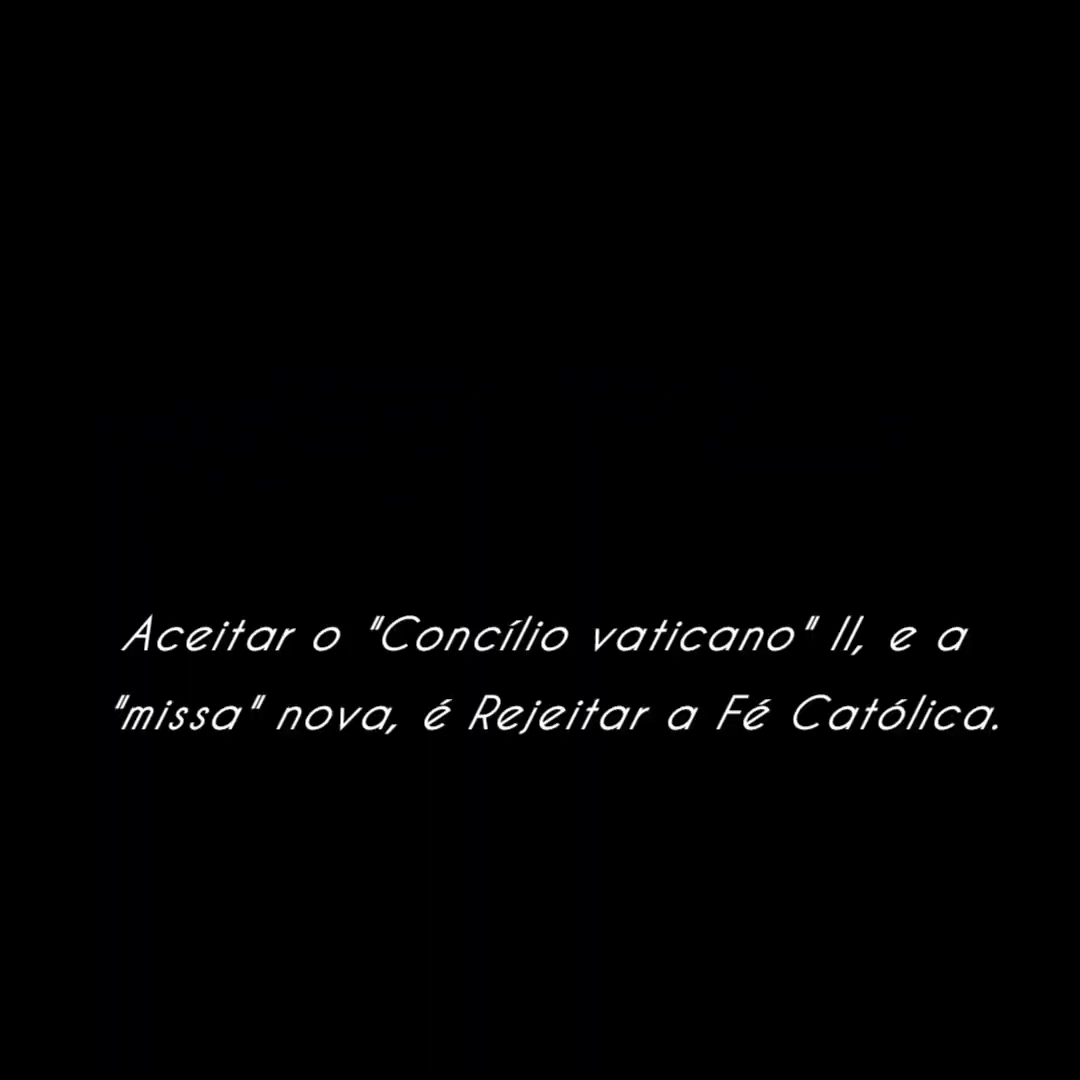 Aceitar o "Concílio vaticano" II, e a
"missa" nova, é Rejeitar a Fé Católica.